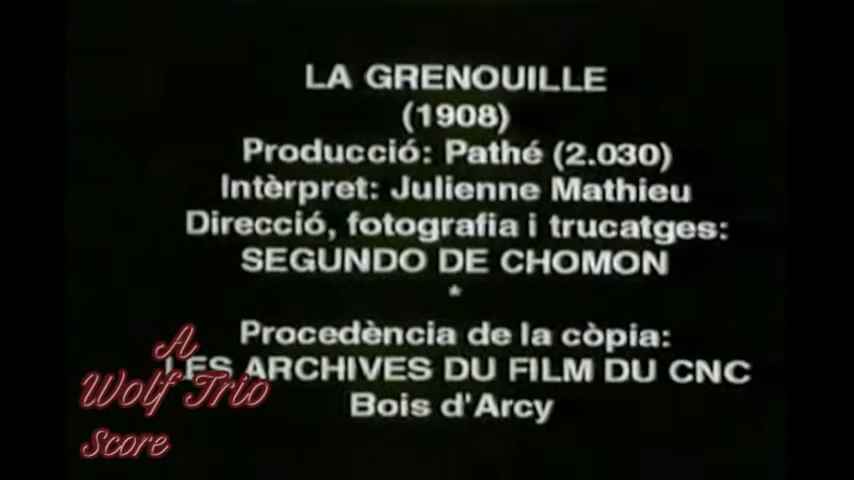 LA GRENOUILLE
(1908)
Producció: Pathé (2.030)
Intèrpret: Julienne Mathieu
Direcció, fotografia i trucatges:
SEGUNDO DE CHOMON
*
Procedència de la còpia:
LES ARCHIVES DU FILM DU CNC
Bois d'Arcy
A
Wolf Trio
Score